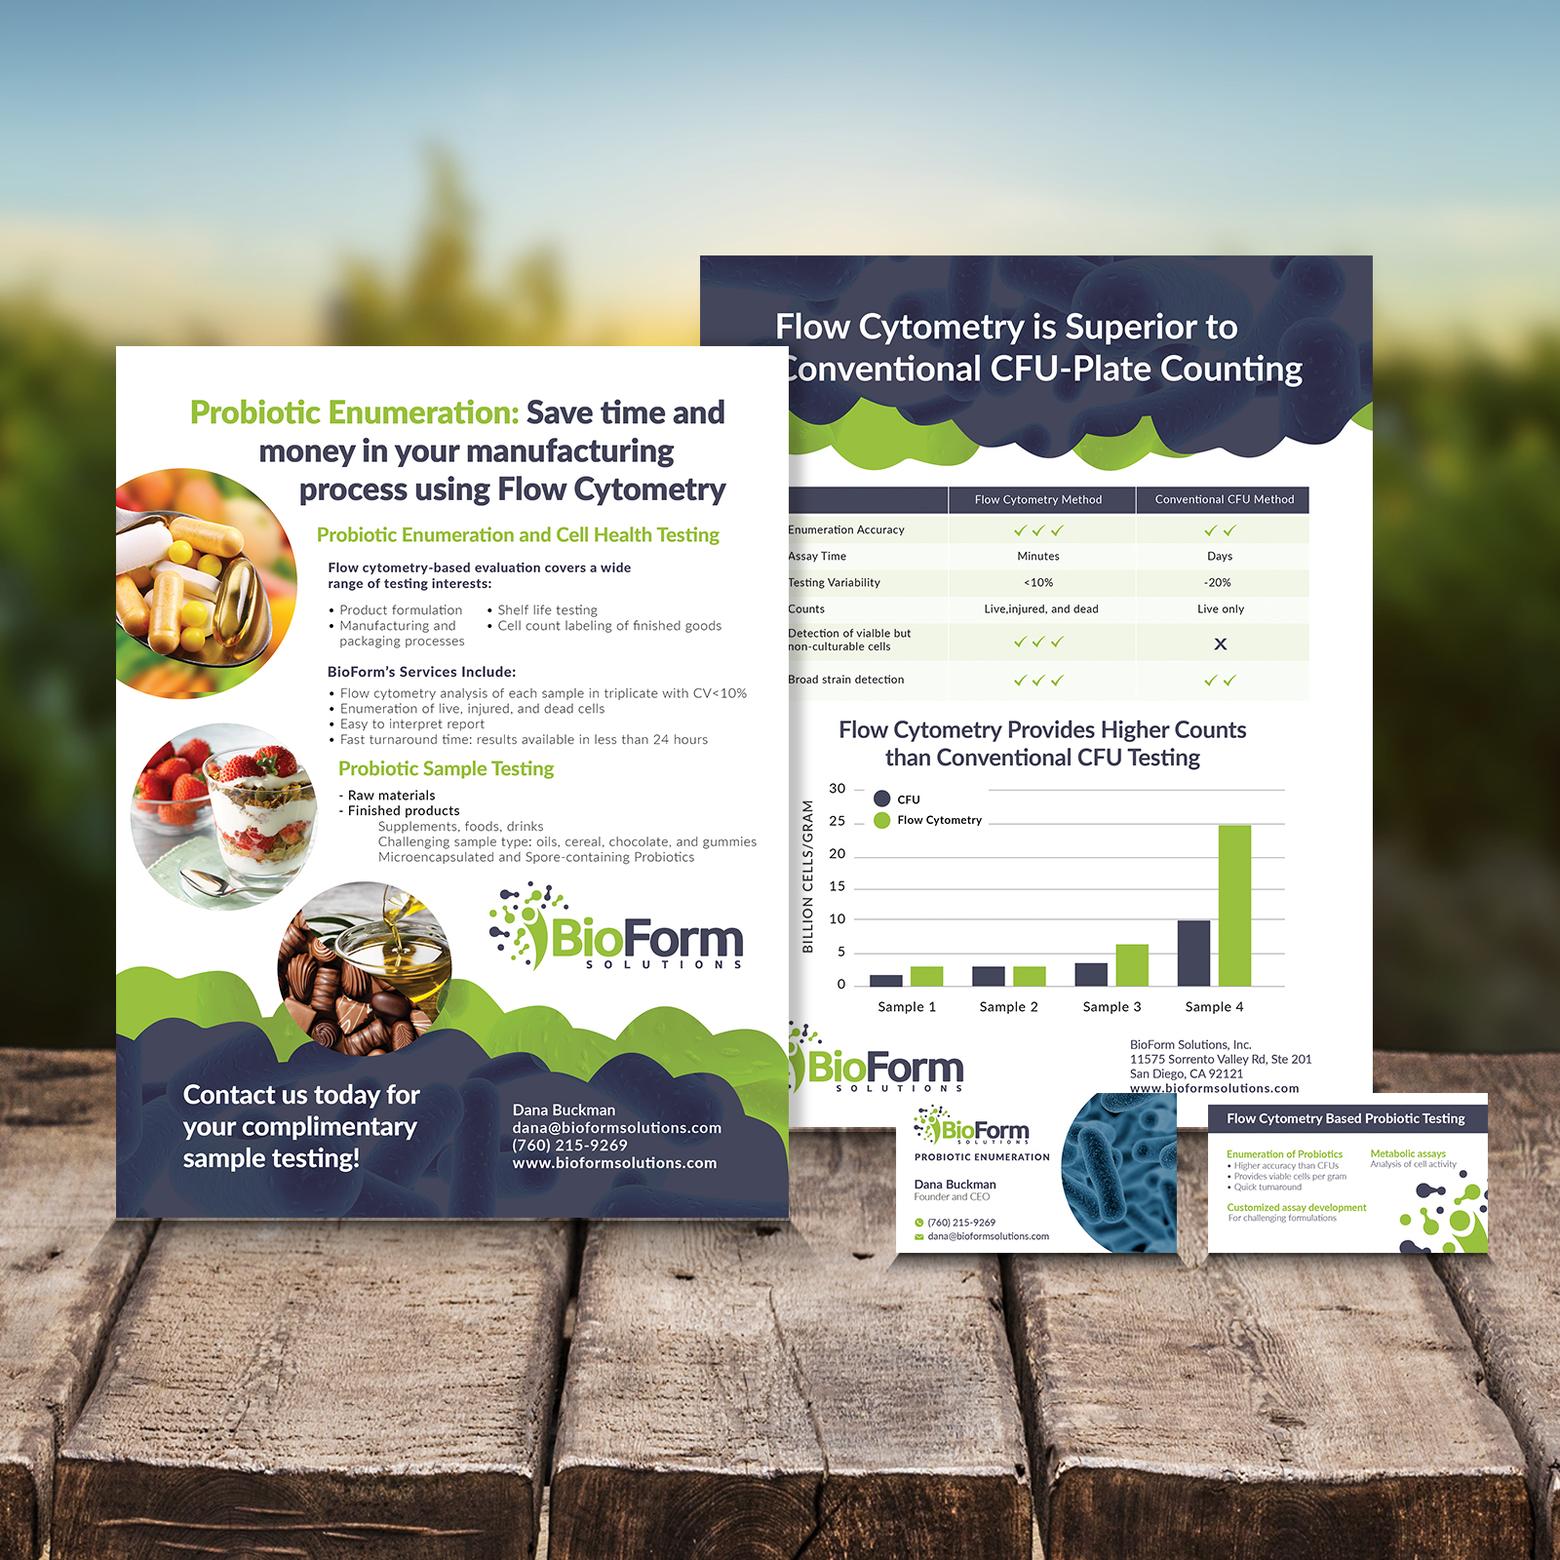 Probiotic Enumeration: Save time and
money in your manufacturing
process using Flow Cytometry
Probiotic Enumeration and Cell Health Testing
Flow cytometry-based evaluation covers a wide
range of testing interests:
• Product formulation
• Manufacturing and
packaging processes
• Shelf life testing
• Cell count labeling of finished goods
BioForm's Services Include:
• Flow cytometry analysis of each sample in triplicate with CV<10%
• Enumeration of live, injured, and dead cells
• Easy to interpret report
• Fast turnaround time: results available in less than 24 hours
Probiotic Sample Testing
- Raw materials
- Finished products
Supplements, foods, drinks
Challenging sample type: oils, cereal, chocolate, and gummies
Microencapsulated and Spore-containing Probiotics
BioForm
SOLUTIONS
Contact us today for
your complimentary
sample testing!
Dana Buckman
dana@bioformsolutions.com
(760) 215-9269
www.bioformsolutions.com
Flow Cytometry is Superior to
Conventional CFU-Plate Counting
Flow Cytometry Method Conventional CFU Method
Enumeration Accuracy ✓✓✓ ✓✓
Assay Time Minutes Days
Testing Variability <10% -20%
Counts Live,injured, and dead Live only
Detection of vialble but
non-culturable cells ✓✓✓ X
Broad strain detection ✓✓✓ ✓✓
Flow Cytometry Provides Higher Counts
than Conventional CFU Testing
BILLION CELLS/GRAM
30
25
20
15
10
5
0
CFU
Flow Cytometry
Sample 1 Sample 2 Sample 3 Sample 4
BioForm
SOLUTIONS
BioForm Solutions, Inc.
11575 Sorrento Valley Rd, Ste 201
San Diego, CA 92121
www.bioformsolutions.com
BioForm
SOLUTIONS
PROBIOTIC ENUMERATION
Dana Buckman
Founder and CEO
(760) 215-9269
dana@bioformsolutions.com
Flow Cytometry Based Probiotic Testing
Enumeration of Probiotics
• Higher accuracy than CFUs
• Provides viable cells per gram
• Quick turnaround
Customized assay development
For challenging formulations
Metabolic assays
Analysis of cell activity